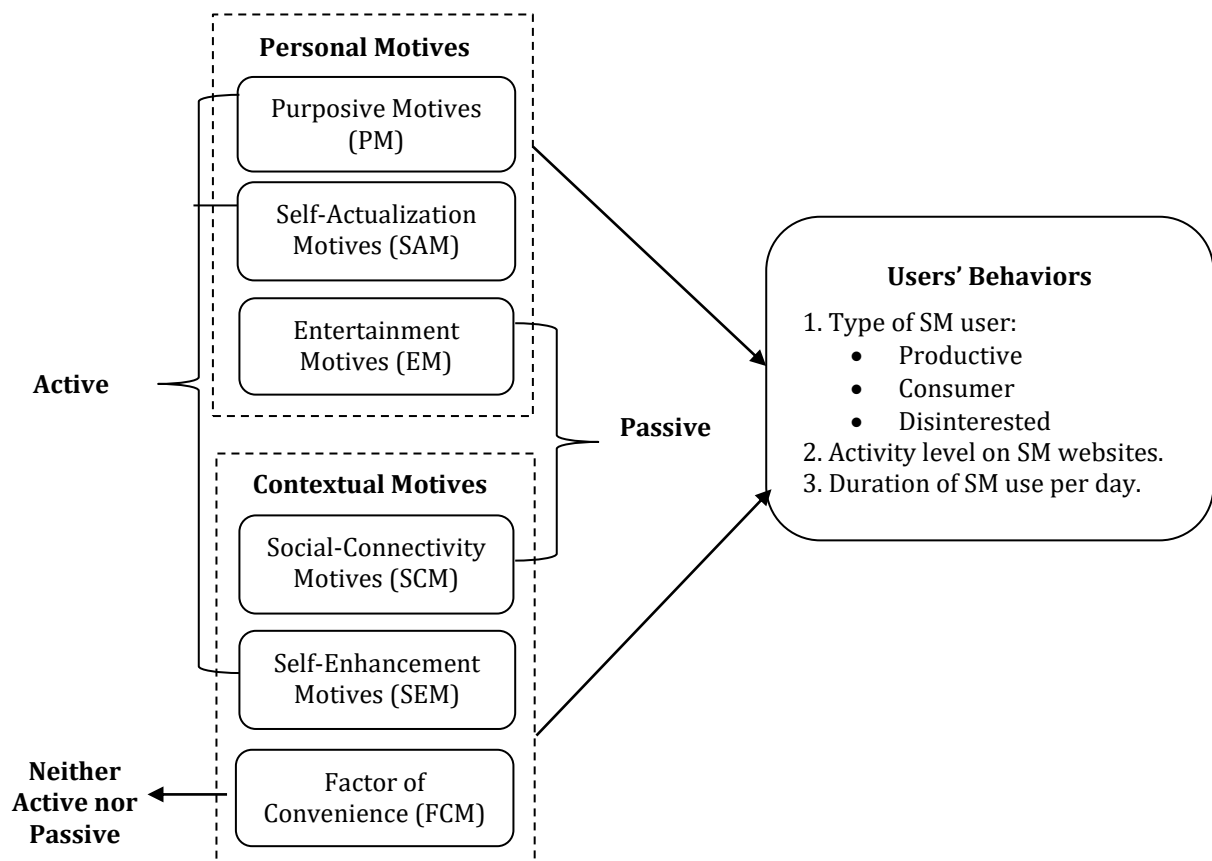 Personal Motives
Purposive Motives
(PM)
Self-Actualization
Motives (SAM)
Entertainment
Motives (EM)
Active
Passive
Contextual Motives
Social-Connectivity
Motives (SCM)
Self-Enhancement
Motives (SEM)
Factor of
Convenience (FCM)
Neither
Active nor
Passive
Users’ Behaviors
1. Type of SM user:
• Productive
• Consumer
• Disinterested
2. Activity level on SM websites.
3. Duration of SM use per day.